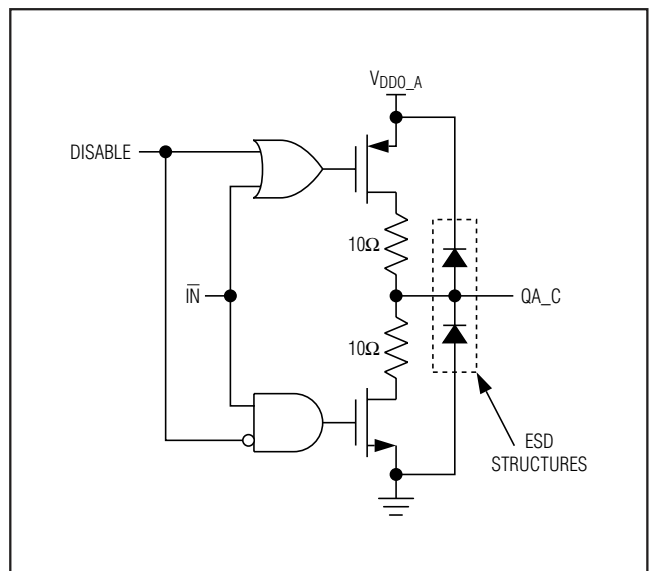 V_DDO_A
DISABLE
10Ω
IN̅
QA_C
10Ω
ESD
STRUCTURES